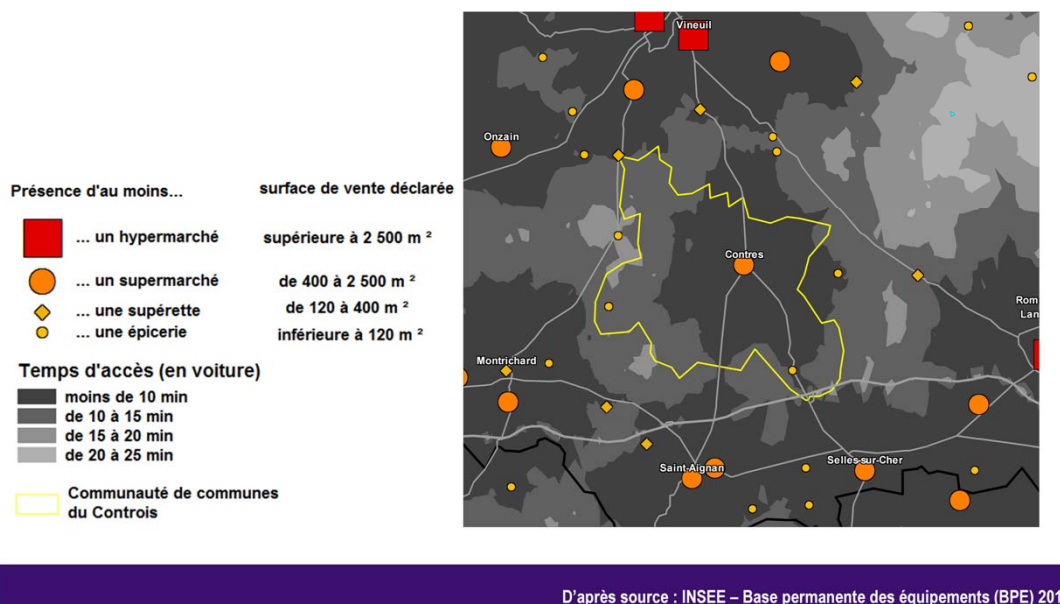 Présence d'au moins...
surface de vente déclarée
... un hypermarché
supérieure à 2 500 m ²
... un supermarché
de 400 à 2 500 m ²
... une supérette
de 120 à 400 m ²
... une épicerie
inférieure à 120 m ²
Temps d'accès (en voiture)
moins de 10 min
de 10 à 15 min
de 15 à 20 min
de 20 à 25 min
Communauté de communes
du Controis
Vineuil
Onzain
Contres
Rom
Lan
Montrichard
Saint-Aignan
Selles-sur-Cher
D'après source : INSEE – Base permanente des équipements (BPE) 201